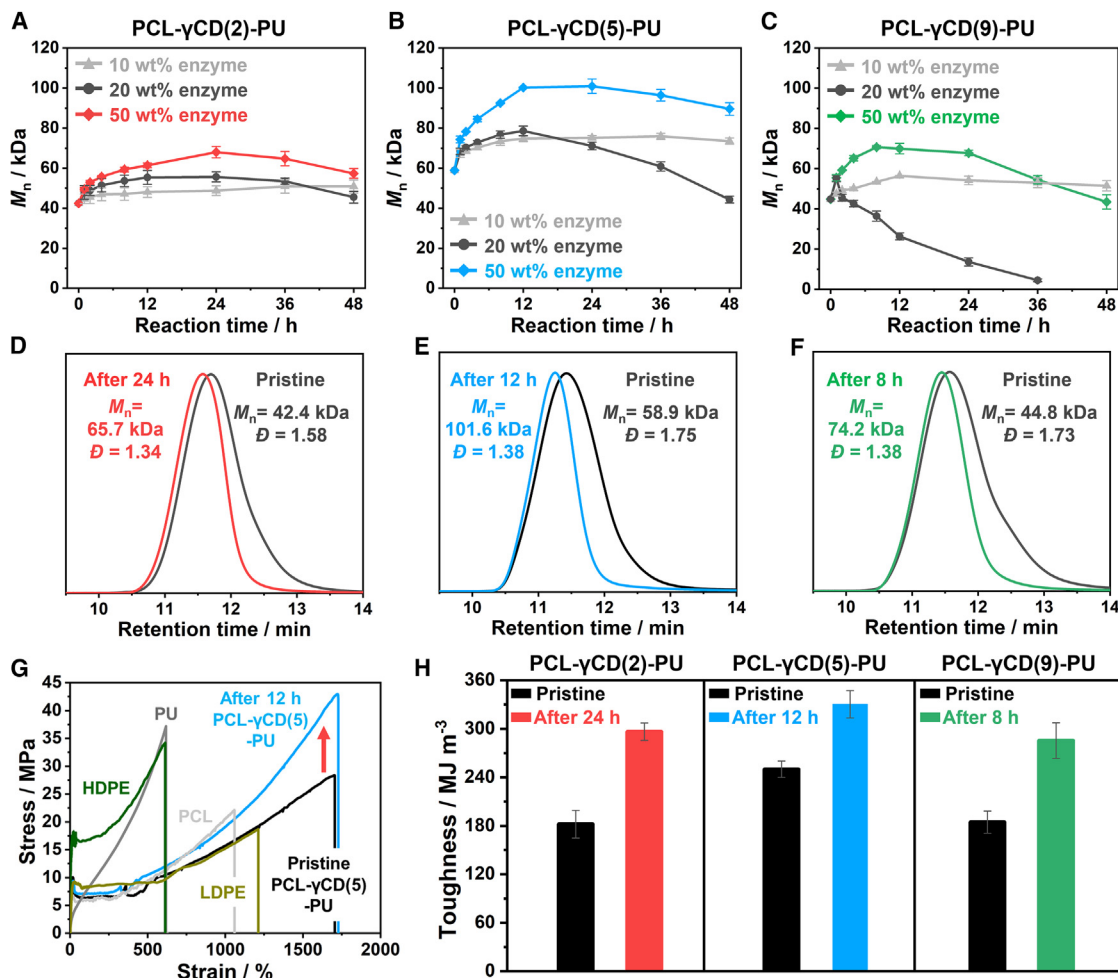 A
PCL-γCD(2)-PU
120
100
80
60
40
20
0
Mn / kDa
10 wt% enzyme
20 wt% enzyme
50 wt% enzyme
0 12 24 36 48
Reaction time / h
B
PCL-γCD(5)-PU
120
100
80
60
40
20
0
Mn / kDa
10 wt% enzyme
20 wt% enzyme
50 wt% enzyme
0 12 24 36 48
Reaction time / h
C
PCL-γCD(9)-PU
120
100
80
60
40
20
0
Mn / kDa
10 wt% enzyme
20 wt% enzyme
50 wt% enzyme
0 12 24 36 48
Reaction time / h
D
After 24 h
Mn=
65.7 kDa
Đ = 1.34
Pristine
Mn= 42.4 kDa
Đ = 1.58
10 11 12 13 14
Retention time / min
E
After 12 h
Mn=
101.6 kDa
Đ = 1.38
Pristine
Mn= 58.9 kDa
Đ = 1.75
10 11 12 13 14
Retention time / min
F
After 8 h
Mn=
74.2 kDa
Đ = 1.38
Pristine
Mn= 44.8 kDa
Đ = 1.73
10 11 12 13 14
Retention time / min
G
45
40
35
30
25
20
15
10
5
0
Stress / MPa
PU
HDPE
PCL
LDPE
After 12 h
PCL-γCD(5)
-PU
Pristine
PCL-γCD(5)
-PU
0 500 1000 1500 2000
Strain / %
H
PCL-γCD(2)-PU
PCL-γCD(5)-PU
PCL-γCD(9)-PU
360
300
240
180
120
60
0
Toughness / MJ m-3
Pristine
After 24 h
Pristine
After 12 h
Pristine
After 8 h